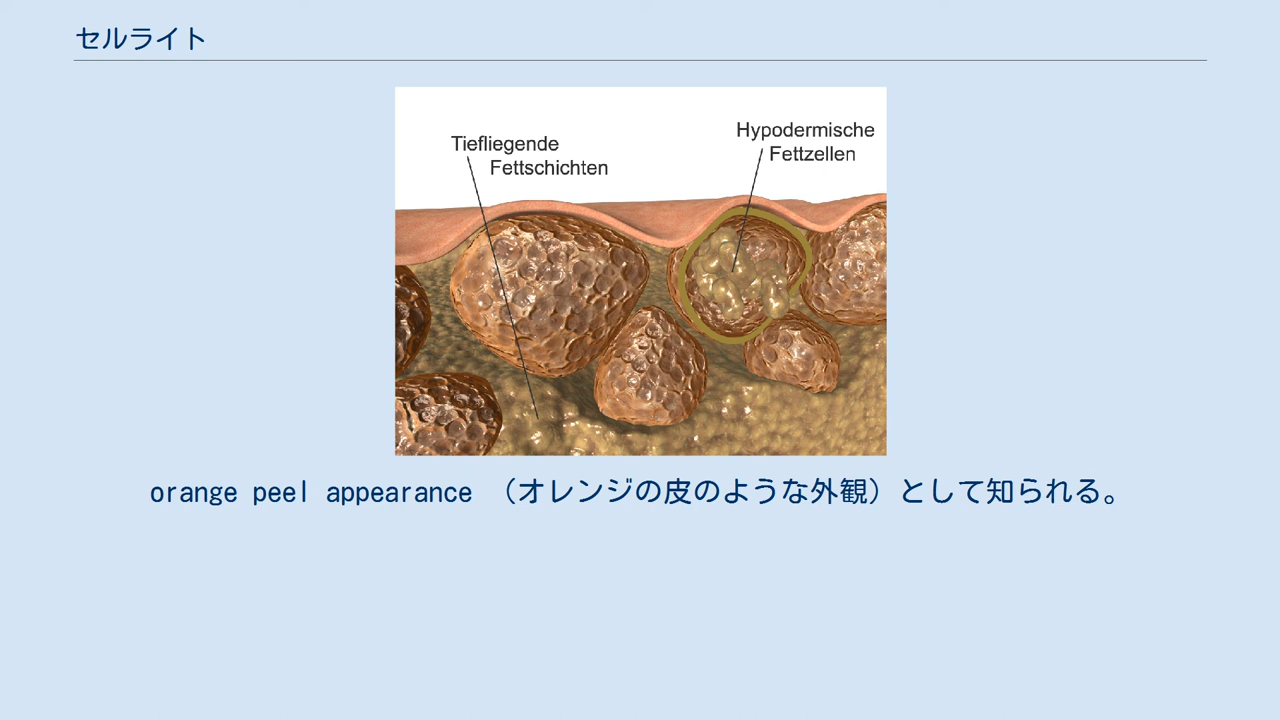 セルライト
Tiefliegende
Fettschichten
Hypodermische
Fettzellen
orange peel appearance （オレンジの皮のような外観）として知られる。